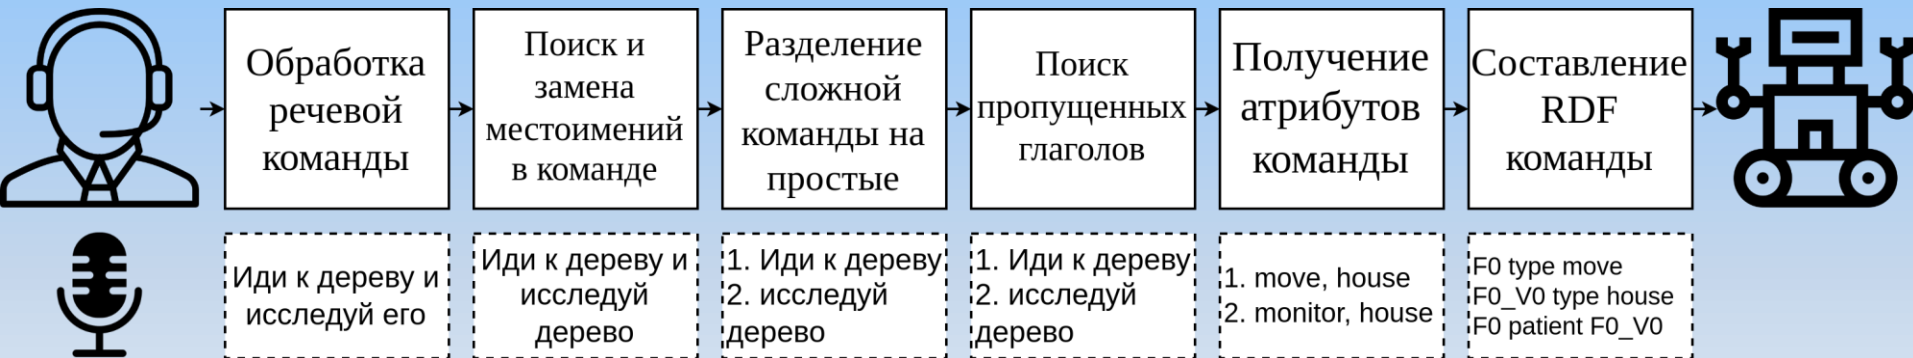 Обработка
речевой
команды
Поиск и
замена
местоимений
в команде
Разделение
сложной
команды на
простые
Поиск
пропущенных
глаголов
Получение
атрибутов
команды
Составление
RDF
команды
Иди к дереву и
исследуй его
Иди к дереву и
исследуй
дерево
1. Иди к дереву
2. исследуй
дерево
1. Иди к дереву
2. исследуй
дерево
1. move, house
2. monitor, house
F0 type move
F0_V0 type house
F0 patient F0_V0